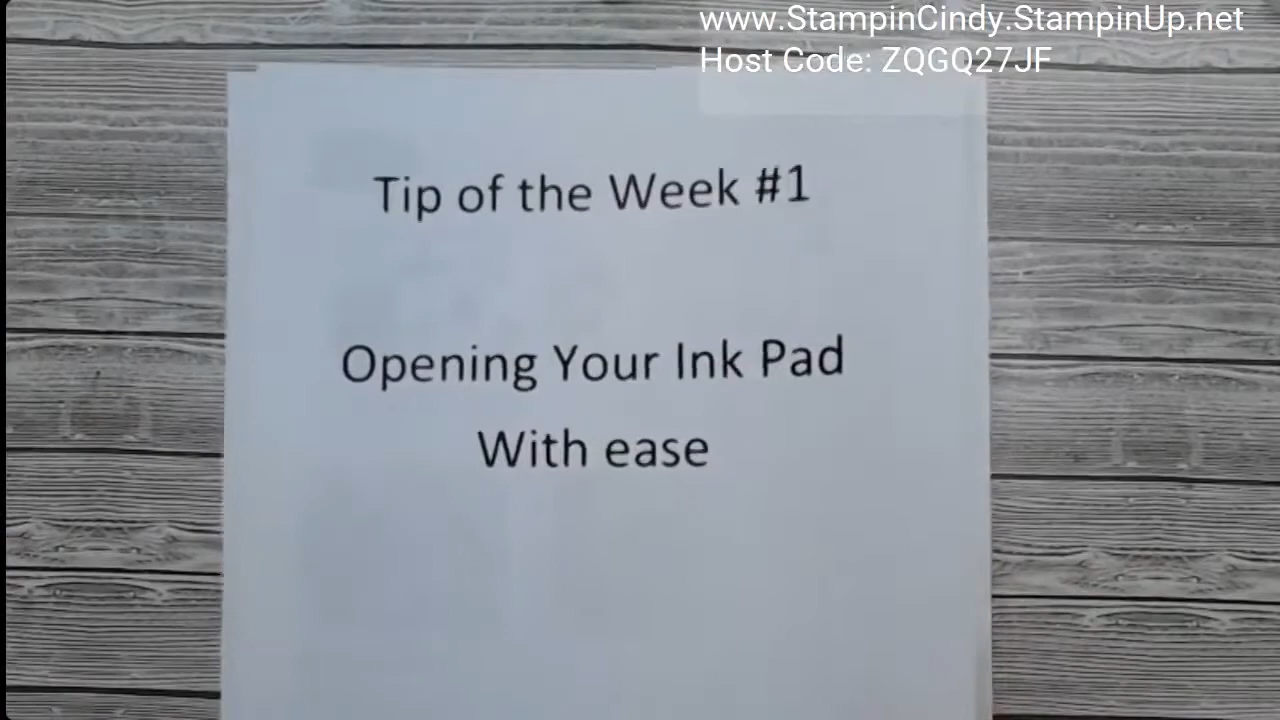 www.StampinCindy.StampinUp.net
Host Code: ZQGQ27JF
Tip of the Week #1
Opening Your Ink Pad
With ease